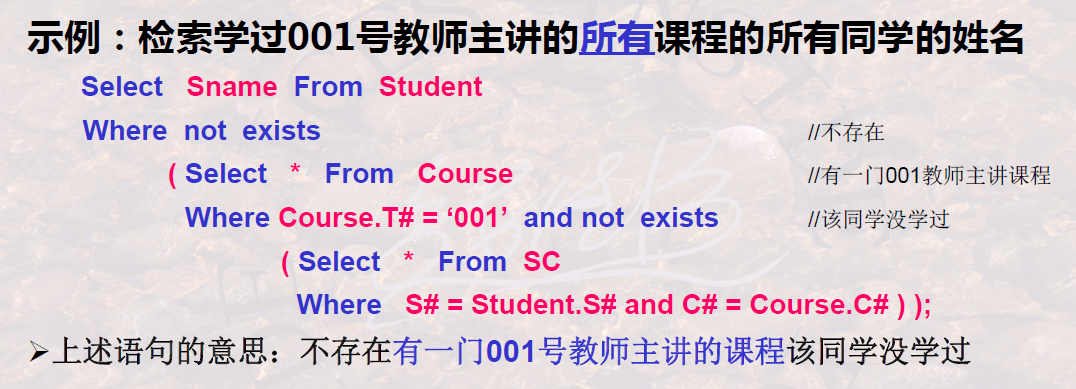 示例：检索学过001号教师主讲的所有课程的所有同学的姓名
Select Sname From Student
Where not exists //不存在
( Select * From Course //有一门001教师主讲课程
Where Course.T# = ‘001’ and not exists //该同学没学过
( Select * From SC
Where S# = Student.S# and C# = Course.C# ) );
➢上述语句的意思：不存在有一门001号教师主讲的课程该同学没学过